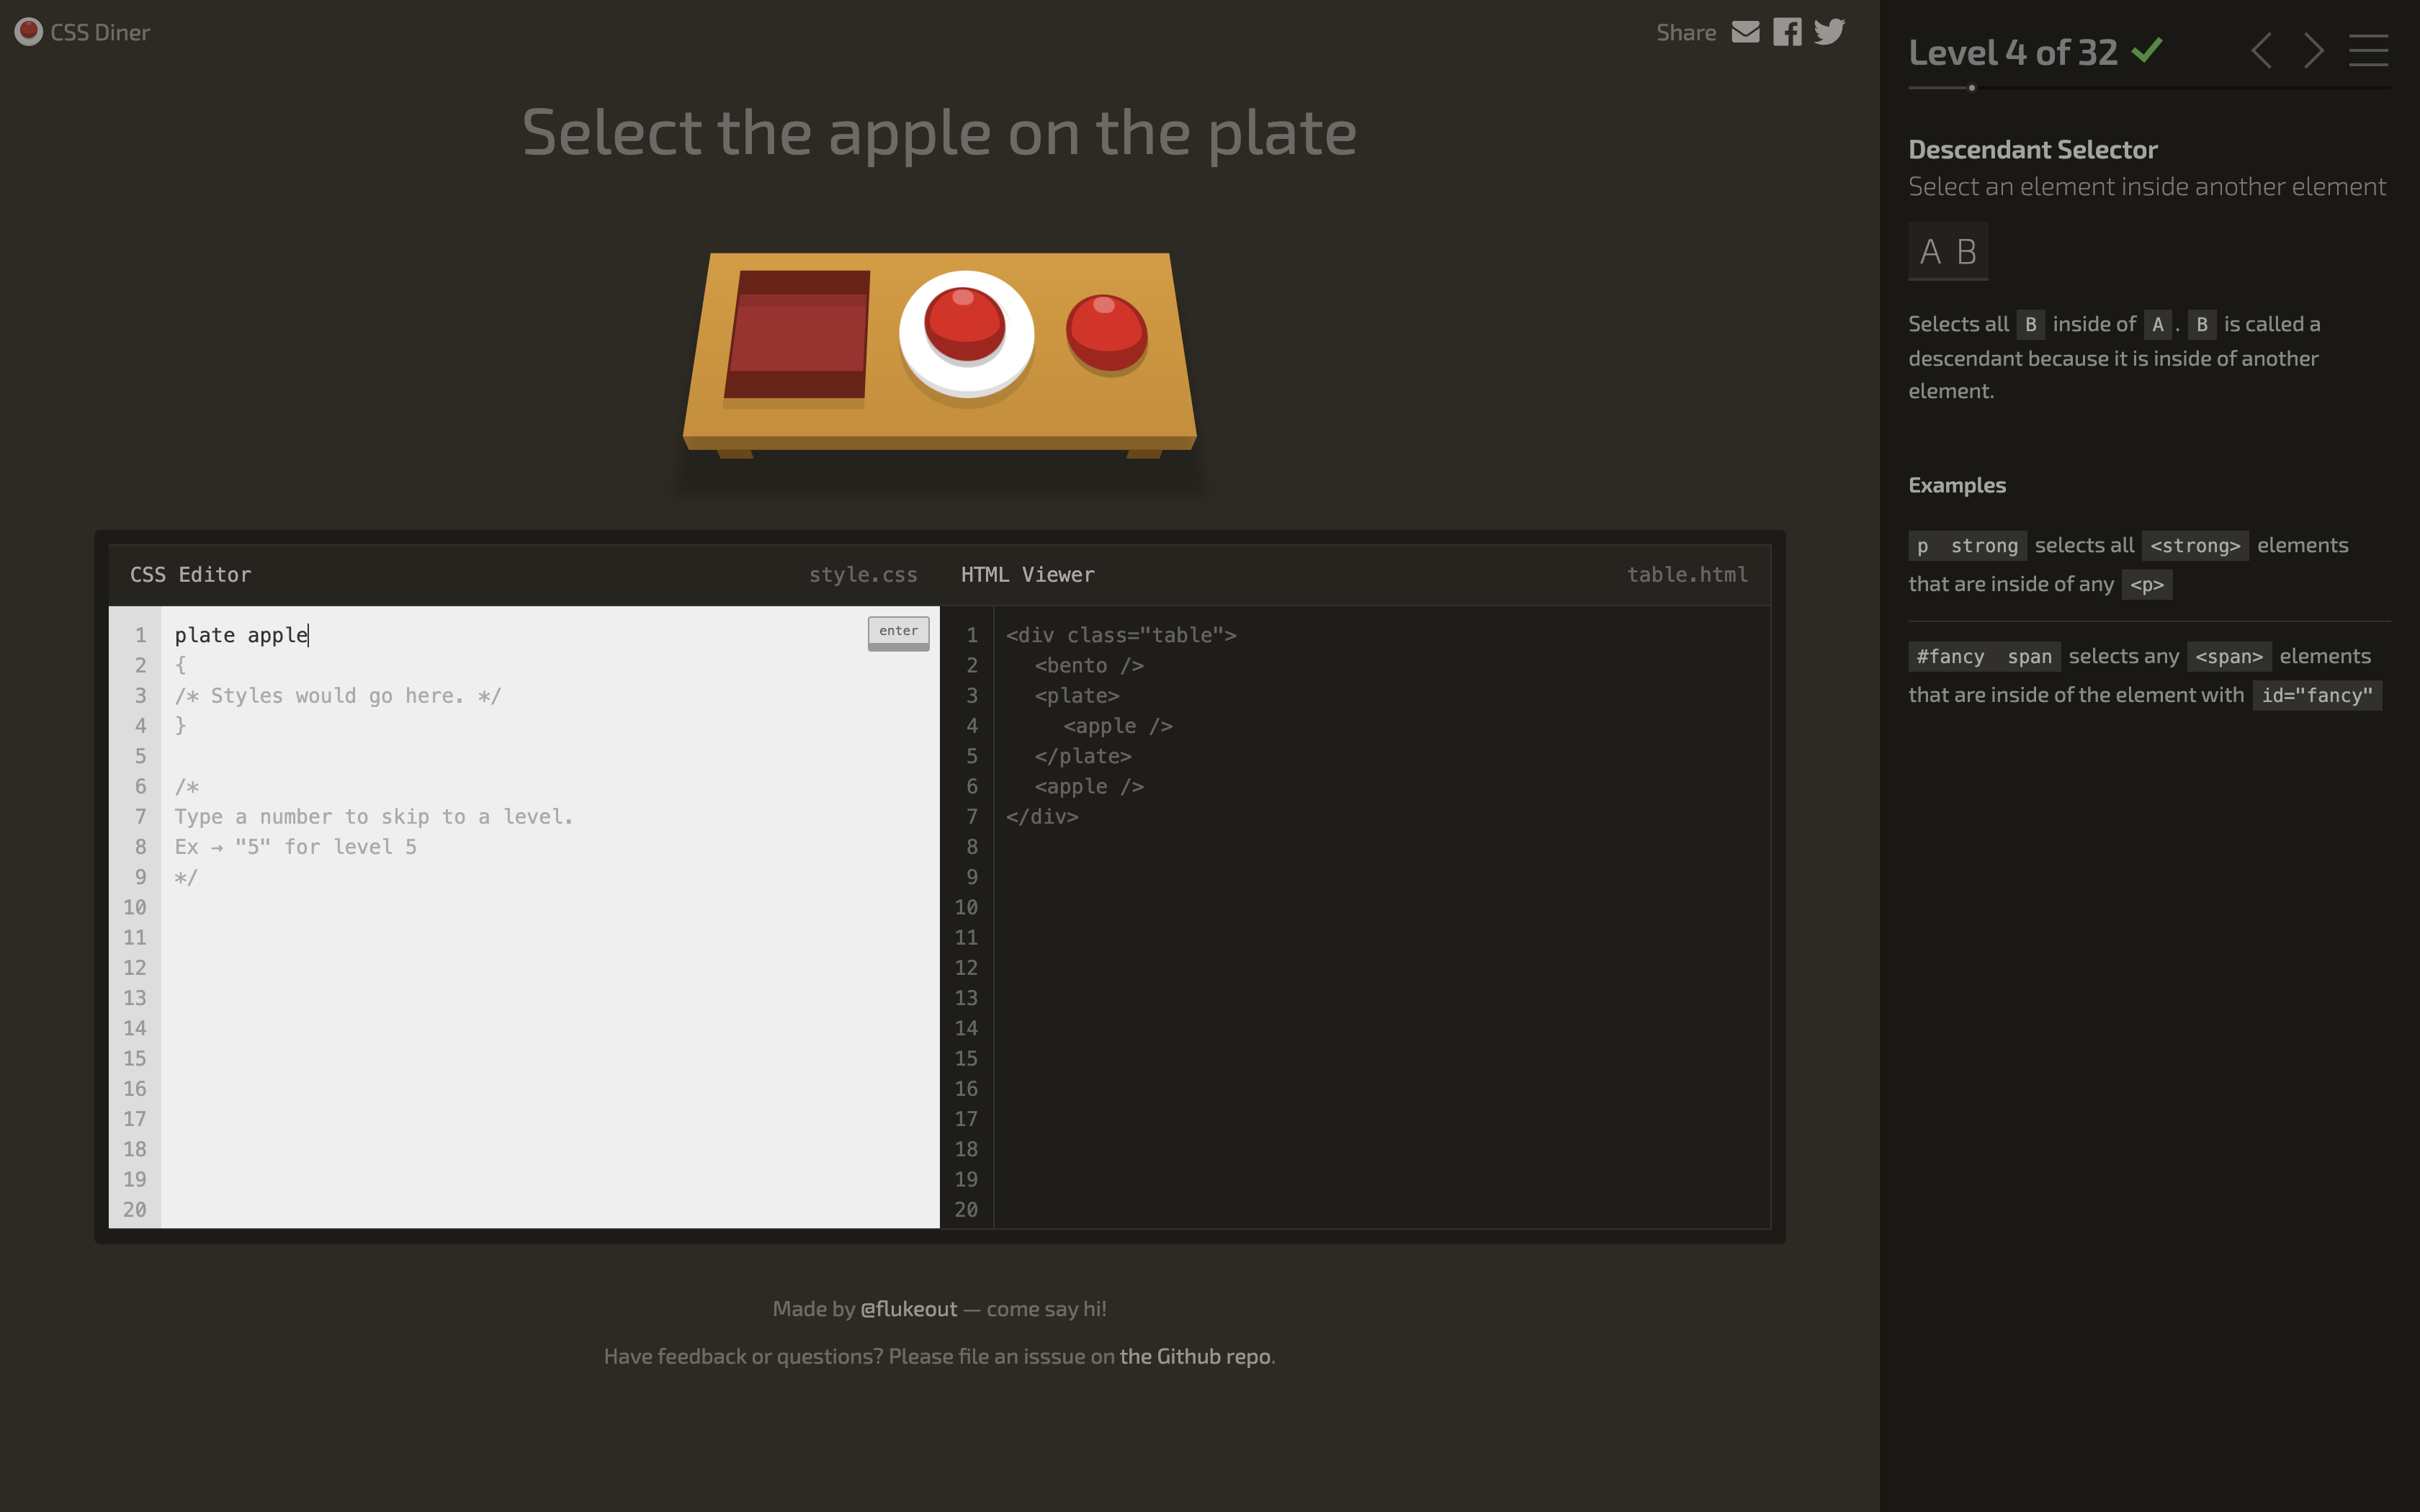 CSS Diner
Share
Select the apple on the plate
CSS Editor
style.css
1
plate apple
enter
2
{
3
/* Styles would go here. */
4
}
5
6
/*
7
Type a number to skip to a level.
8
Ex → "5" for level 5
9
*/
10
11
12
13
14
15
16
17
18
19
20
HTML Viewer
table.html
1
<div class="table">
2
<bento />
3
<plate>
4
<apple />
5
</plate>
6
<apple />
7
</div>
8
9
10
11
12
13
14
15
16
17
18
19
20
Made by @flukeout — come say hi!
Have feedback or questions? Please file an isssue on the Github repo.
Level 4 of 32
Descendant Selector
Select an element inside another element
A B
Selects all B inside of A . B is called a
descendant because it is inside of another
element.
Examples
p strong selects all <strong> elements
that are inside of any <p>
#fancy span selects any <span> elements
that are inside of the element with id="fancy"